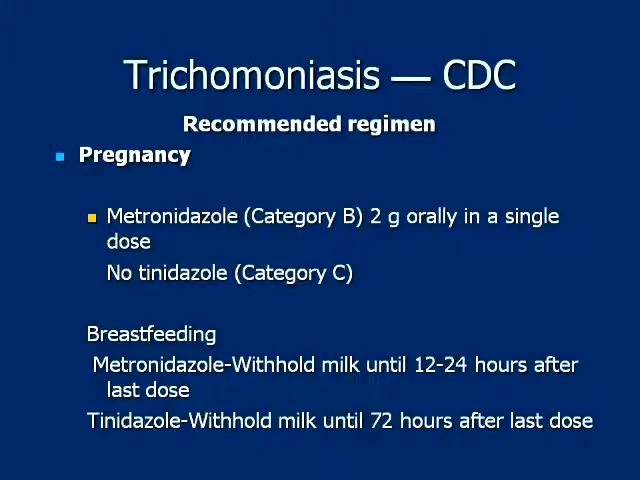 Trichomoniasis — CDC
Recommended regimen
Pregnancy
Metronidazole (Category B) 2 g orally in a single
dose
No tinidazole (Category C)
Breastfeeding
Metronidazole-Withhold milk until 12-24 hours after
last dose
Tinidazole-Withhold milk until 72 hours after last dose